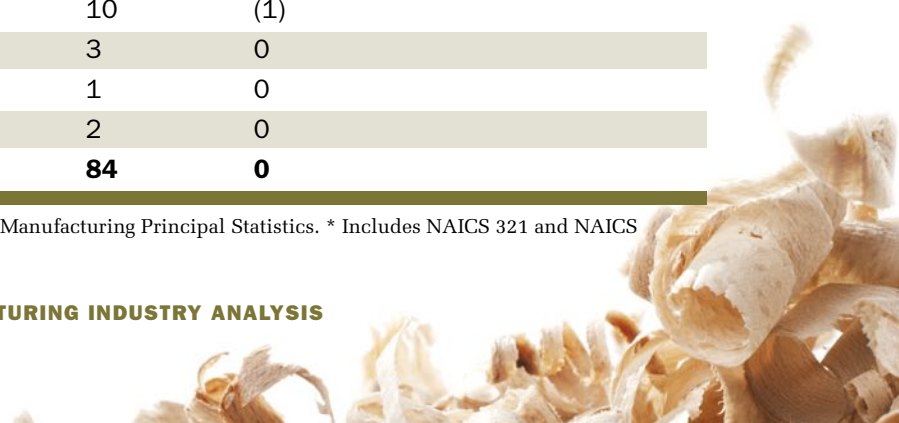 10 (1)
3 0
1 0
2 0
84 0
Manufacturing Principal Statistics. * Includes NAICS 321 and NAICS
TURING INDUSTRY ANALYSIS